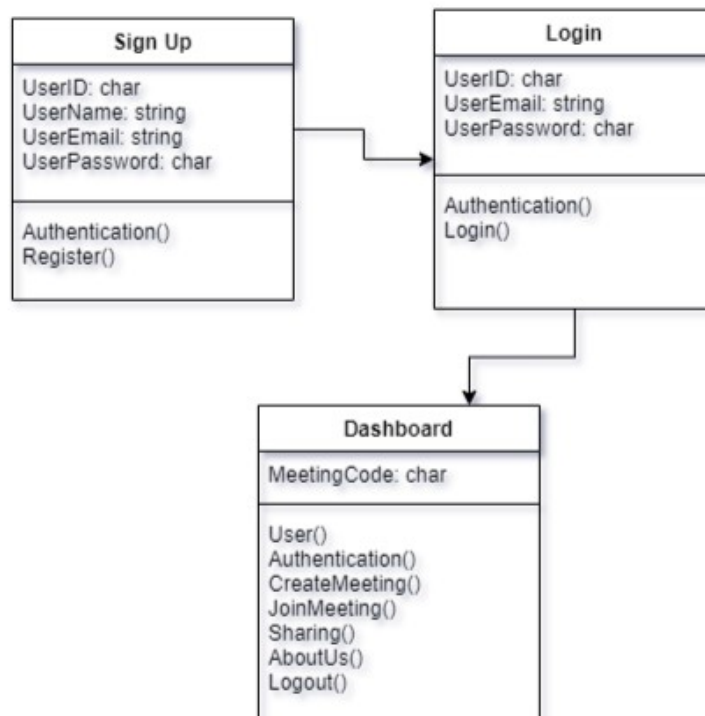 Sign Up
UserID: char
UserName: string
UserEmail: string
UserPassword: char
Authentication()
Register()
Login
UserID: char
UserEmail: string
UserPassword: char
Authentication()
Login()
Dashboard
MeetingCode: char
User()
Authentication()
CreateMeeting()
JoinMeeting()
Sharing()
AboutUs()
Logout()